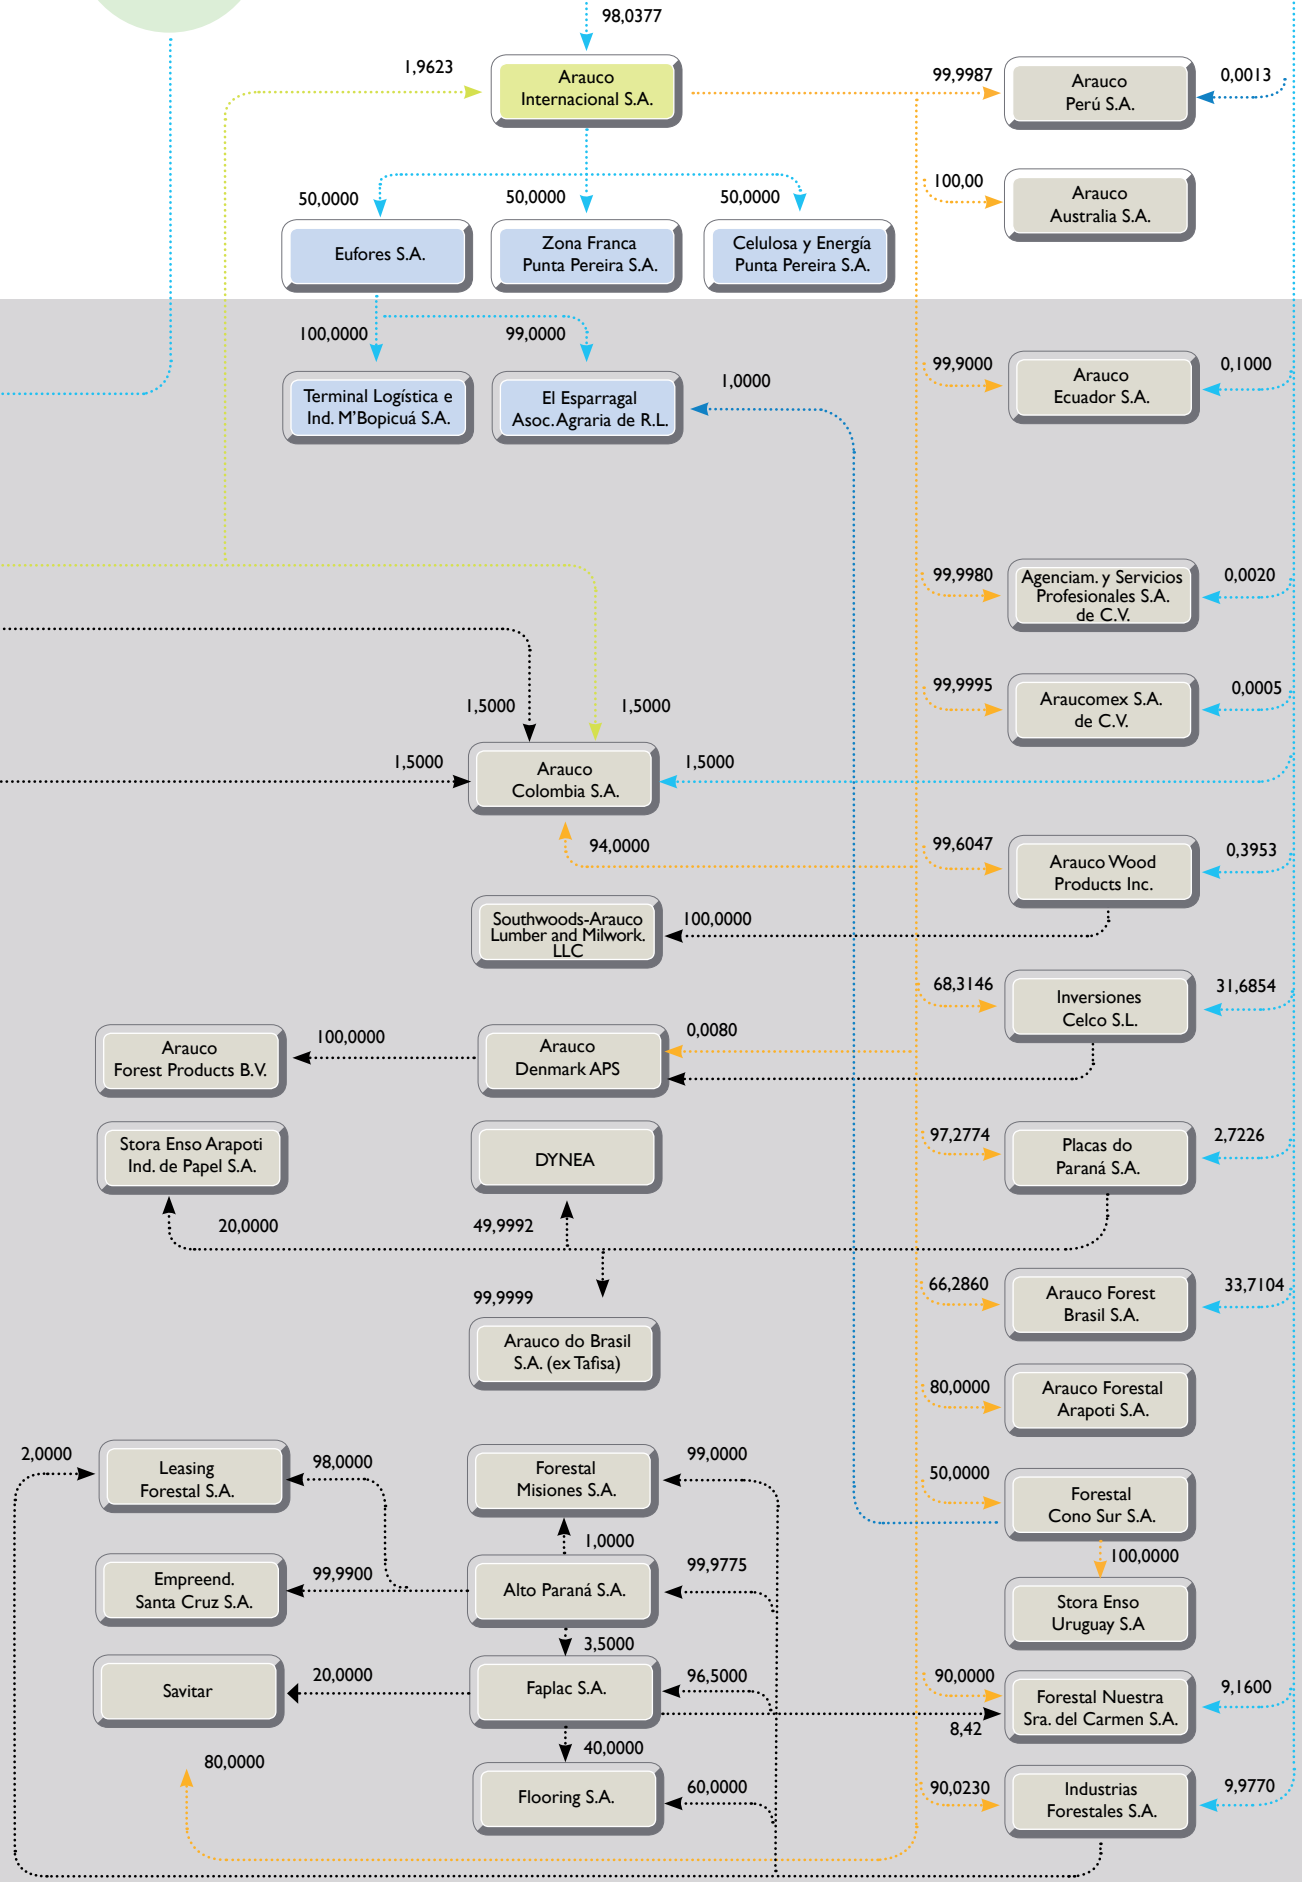 98,0377
1,9623
Arauco
Internacional S.A.
99,9987
Arauco
Perú S.A.
0,0013
100,00
Arauco
Australia S.A.
50,0000
50,0000
50,0000
Eufores S.A.
Zona Franca
Punta Pereira S.A.
Celulosa y Energía
Punta Pereira S.A.
100,0000
99,0000
Terminal Logística e
Ind. M'Bopicuá S.A.
El Esparragal
Asoc. Agraria de R.L.
1,0000
99,9000
Arauco
Ecuador S.A.
0,1000
99,9980
Agenciam. y Servicios
Profesionales S.A.
de C.V.
0,0020
99,9995
Araucomex S.A.
de C.V.
0,0005
1,5000
1,5000
1,5000
Arauco
Colombia S.A.
1,5000
94,0000
99,6047
Arauco Wood
Products Inc.
0,3953
Southwoods-Arauco
Lumber and Milwork.
LLC
100,0000
68,3146
Inversiones
Celco S.L.
31,6854
Arauco
Forest Products B.V.
100,0000
Arauco
Denmark APS
0,0080
Stora Enso Arapoti
Ind. de Papel S.A.
DYNEA
97,2774
Placas do
Paraná S.A.
2,7226
20,0000
49,9992
99,9999
Arauco do Brasil
S.A. (ex Tafisa)
66,2860
Arauco Forest
Brasil S.A.
33,7104
80,0000
Arauco Forestal
Arapoti S.A.
2,0000
Leasing
Forestal S.A.
98,0000
Forestal
Misiones S.A.
99,0000
50,0000
Forestal
Cono Sur S.A.
1,0000
100,0000
Empreend.
Santa Cruz S.A.
99,9900
Alto Paraná S.A.
99,9775
Stora Enso
Uruguay S.A
3,5000
Savitar
20,0000
Faplac S.A.
96,5000
90,0000
Forestal Nuestra
Sra. del Carmen S.A.
9,1600
8,42
80,0000
40,0000
Flooring S.A.
60,0000
90,0230
Industrias
Forestales S.A.
9,9770